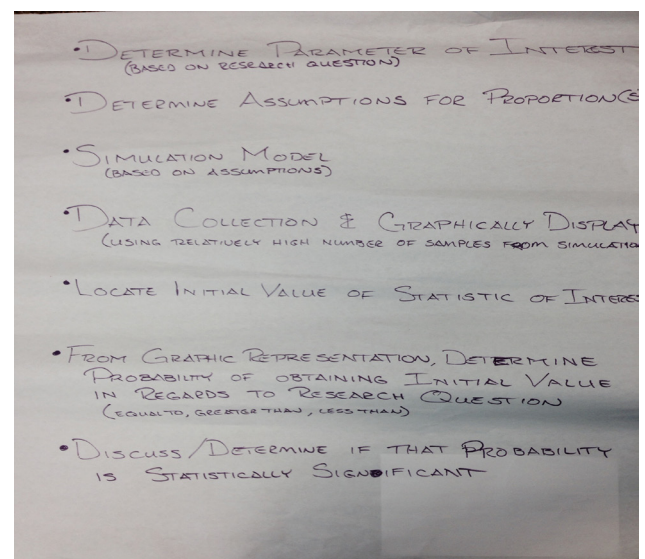 • DETERMINE PARAMETER OF INTEREST
(BASED ON RESEARCH QUESTION)
• DETERMINE ASSUMPTIONS FOR PROPORTION(S
• SIMULATION MODEL
(BASED ON ASSUMPTIONS)
• DATA COLLECTION & GRAPHICALLY DISPLAY
(USING RELATIVELY HIGH NUMBER OF SAMPLES FROM SIMULATIO
• LOCATE INITIAL VALUE OF STATISTIC OF INTERES
• FROM GRAPHIC REPRESENTATION, DETERMINE
PROBABILITY OF OBTAINING INITIAL VALUE
IN REGARDS TO RESEARCH QUESTION
(EQUAL TO, GREATER THAN, LESS THAN)
• DISCUSS/DETERMINE IF THAT PROBABILITY
IS STATISTICALLY SIGNIFICANT